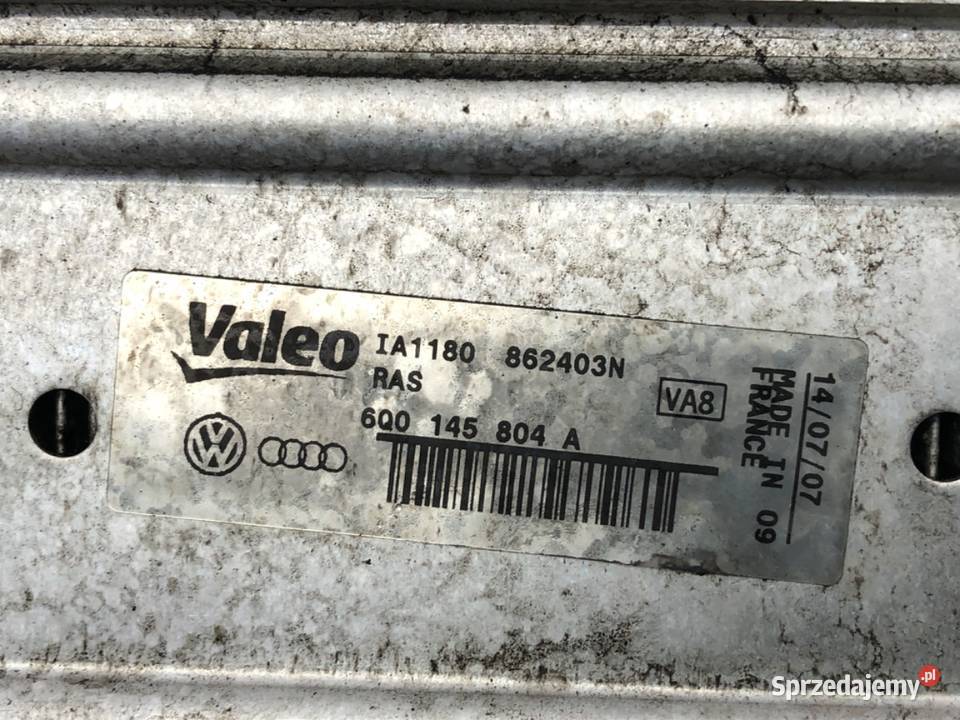 Valeo IA1180 862403N
RAS
VA8
6Q0 145 804 A
14/07/07
MADE IN 09
FRANCE
Sprzedajemy.pl